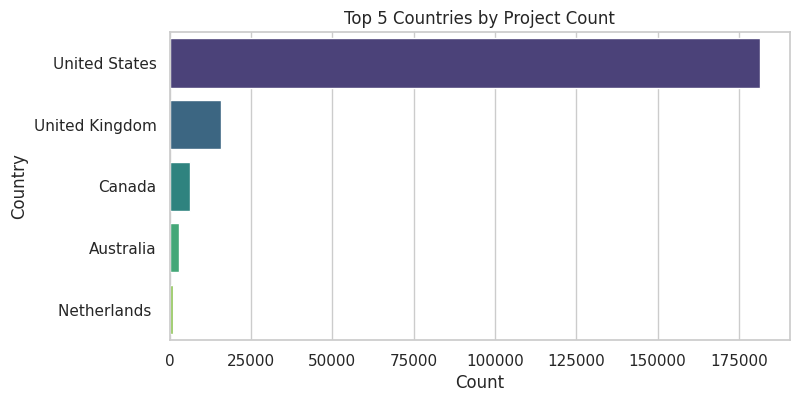 Top 5 Countries by Project Count
United States
United Kingdom
Canada
Australia
Netherlands
Country
0 25000 50000 75000 100000 125000 150000 175000
Count